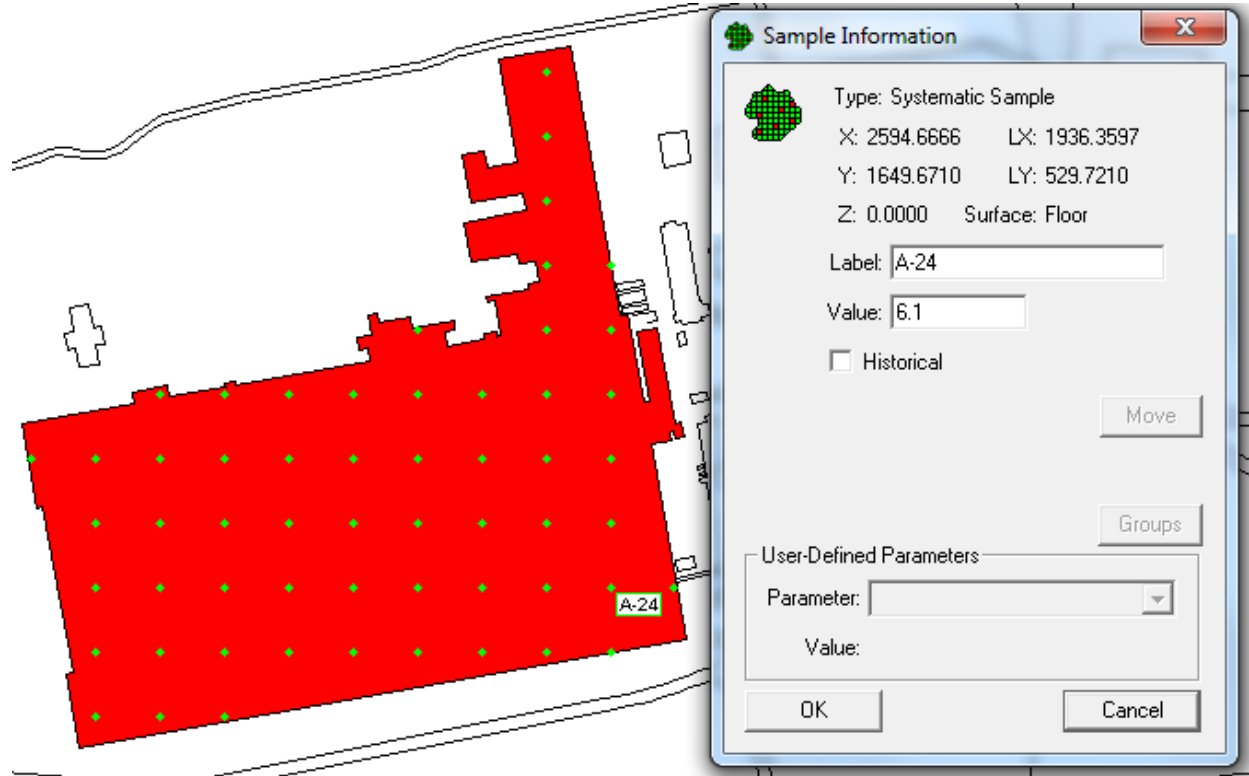 Sample Information
Type: Systematic Sample
X: 2594.6666 LX: 1936.3597
Y: 1649.6710 LY: 529.7210
Z: 0.0000 Surface: Floor
Label: A-24
Value: 6.1
Historical
Move
Groups
User-Defined Parameters
Parameter:
Value:
OK Cancel
A-24